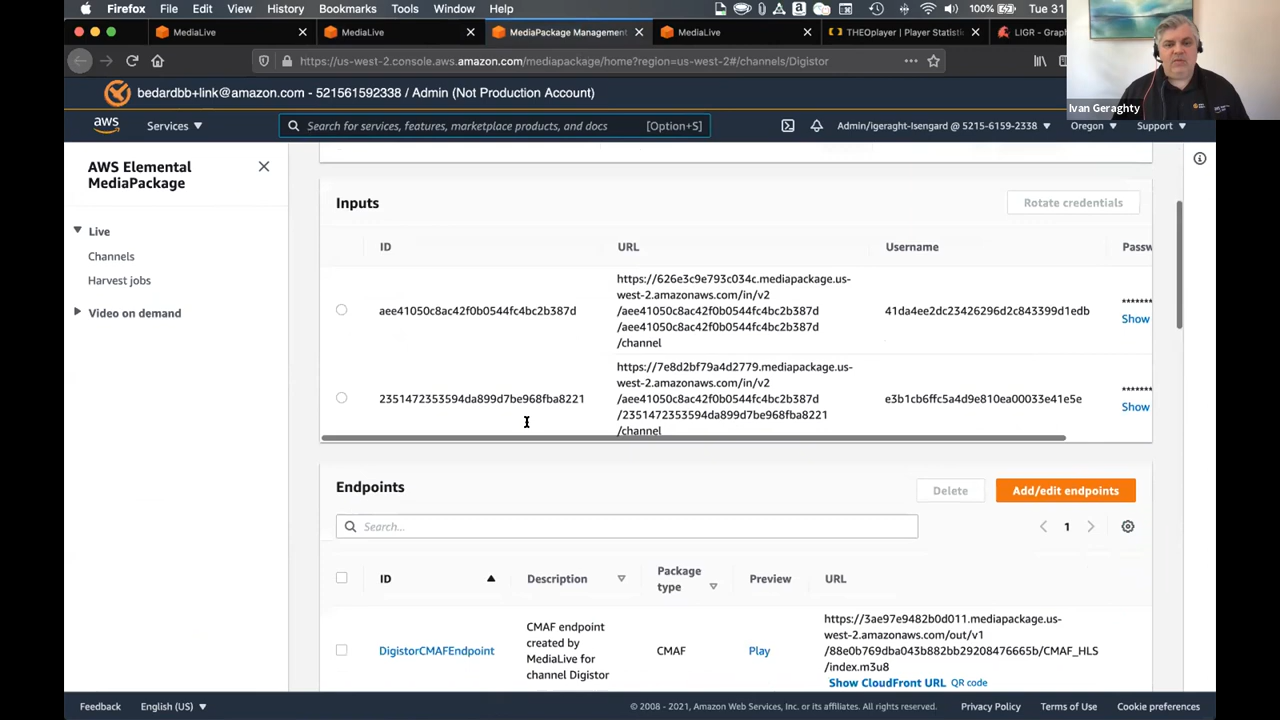 Firefox File Edit View History Bookmarks Tools Window Help 100% Tue 31
MediaLive
MediaLive
MediaPackage Management
MediaLive
THEOplayer | Player Statisti
LIGR - Graph
https://us-west-2.console.aws.amazon.com/mediapackage/home?region=us-west-2#/channels/Digistor
Ivan Geraghty
bedardbb+link@amazon.com - 521561592338 / Admin (Not Production Account)
aws
Services
Search for services, features, marketplace products, and docs [Option+S]
Admin/igeraght-Isengard @ 5215-6159-2338
Oregon
Support
AWS Elemental
MediaPackage
Live
Channels
Harvest jobs
Video on demand
Inputs
Rotate credentials
ID URL Username Passw
aee41050c8ac42f0b0544fc4bc2b387d
https://626e3c9e793c034c.mediapackage.us-
west-2.amazonaws.com/in/v2
/aee41050c8ac42f0b0544fc4bc2b387d
/aee41050c8ac42f0b0544fc4bc2b387d
/channel
41da4ee2dc23426296d2c843399d1edb
*******
Show
2351472353594da899d7be968fba8221
https://7e8d2bf79a4d2779.mediapackage.us-
west-2.amazonaws.com/in/v2
/aee41050c8ac42f0b0544fc4bc2b387d
/2351472353594da899d7be968fba8221
/channel
e3b1cb6ffc5a4d9e810ea00033e41e5e
*******
Show
Endpoints
Delete
Add/edit endpoints
Search...
1
ID Description Package
type Preview URL
DigistorCMAFEndpoint
CMAF endpoint
created by
MediaLive for
channel Digistor
CMAF
Play
https://3ae97e9482b0d011.mediapackage.us-
west-2.amazonaws.com/out/v1
/88e0b769dba043b882bb29208476665b/CMAF_HLS
/index.m3u8
Show CloudFront URL QR code
Feedback English (US) © 2008 - 2021, Amazon Web Services, Inc. or its affiliates. All rights reserved. Privacy Policy Terms of Use Cookie preferences